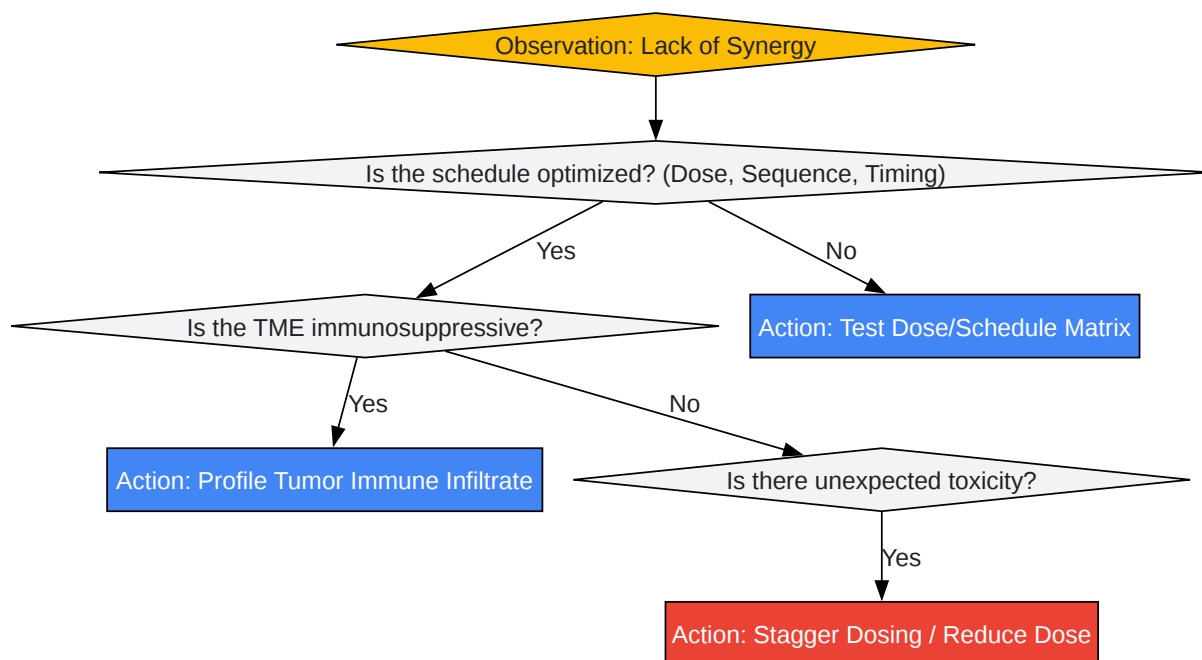 Observation: Lack of Synergy
Is the schedule optimized? (Dose, Sequence, Timing)
Yes
No
Is the TME immunosuppressive?
Action: Test Dose/Schedule Matrix
Yes
No
Action: Profile Tumor Immune Infiltrate
Is there unexpected toxicity?
Yes
Action: Stagger Dosing / Reduce Dose